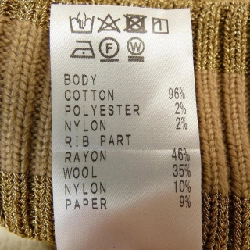 BODY
COTTON 96%
POLYESTER 2%
NYLON 2%
RIB PART
RAYON 46%
WOOL 35%
NYLON 10%
PAPER 9%